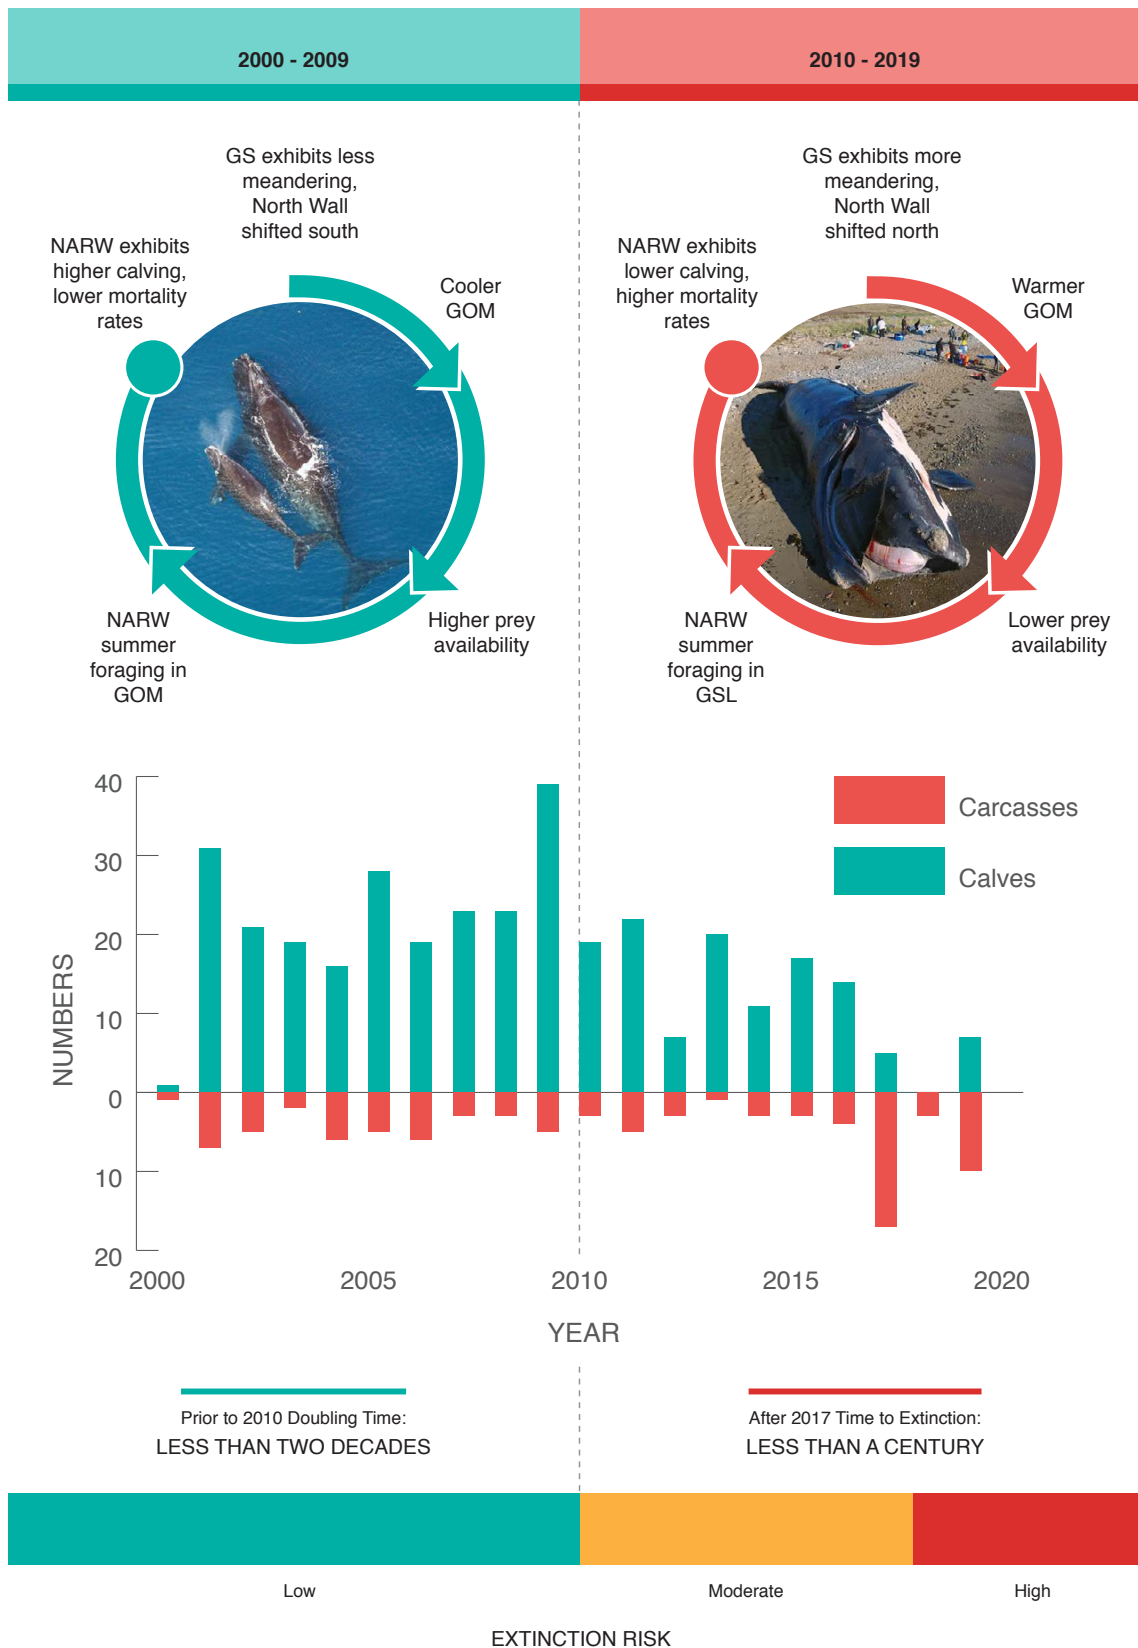 2000 - 2009
2010 - 2019
GS exhibits less
meandering,
North Wall
shifted south
NARW exhibits
higher calving,
lower mortality
rates
Cooler
GOM
Higher prey
availability
NARW
summer
foraging in
GOM
GS exhibits more
meandering,
North Wall
shifted north
NARW exhibits
lower calving,
higher mortality
rates
Warmer
GOM
Lower prey
availability
NARW
summer
foraging in
GSL
40
30
20
10
0
10
20
NUMBERS
Carcasses
Calves
2000
2005
2010
2015
2020
YEAR
Prior to 2010 Doubling Time:
LESS THAN TWO DECADES
After 2017 Time to Extinction:
LESS THAN A CENTURY
Low
Moderate
High
EXTINCTION RISK